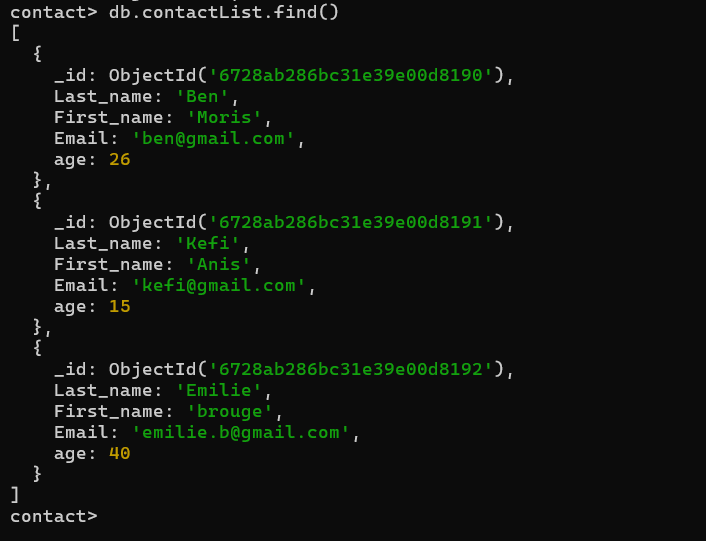 contact> db.contactList.find()
[
  {
    _id: ObjectId('6728ab286bc31e39e00d8190'),
    Last_name: 'Ben',
    First_name: 'Moris',
    Email: 'ben@gmail.com',
    age: 26
  },
  {
    _id: ObjectId('6728ab286bc31e39e00d8191'),
    Last_name: 'Kefi',
    First_name: 'Anis',
    Email: 'kefi@gmail.com',
    age: 15
  },
  {
    _id: ObjectId('6728ab286bc31e39e00d8192'),
    Last_name: 'Emilie',
    First_name: 'brouge',
    Email: 'emilie.b@gmail.com',
    age: 40
  }
]
contact>